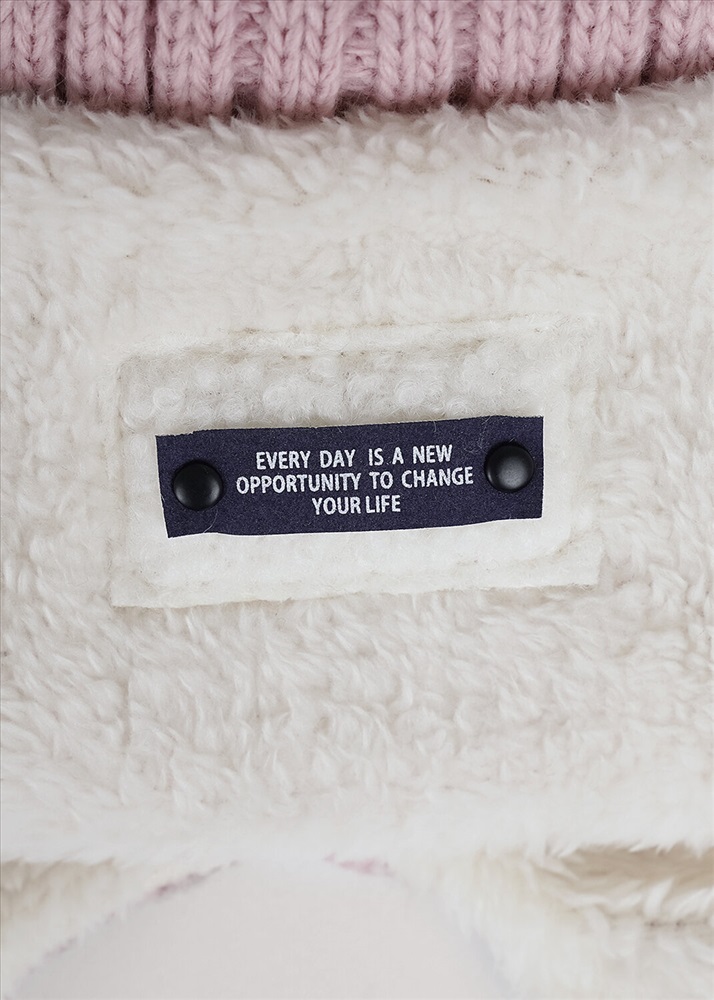 EVERY DAY IS A NEW
OPPORTUNITY TO CHANGE
YOUR LIFE